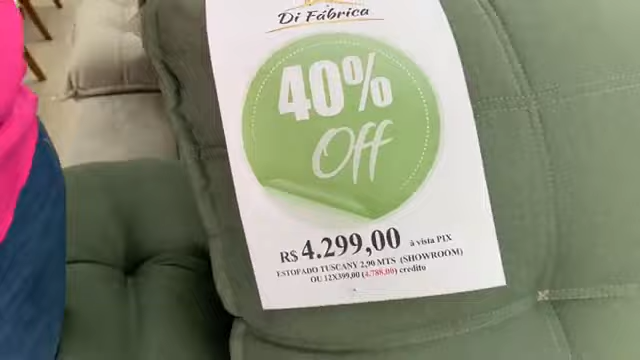 Di Fábrica
40%
Off
R$ 4.299,00 à vista PIX
ESTOFADO TUSCANY 2,90 MTS (SHOWROOM)
OU 12X399,00 (4.788,00) credito